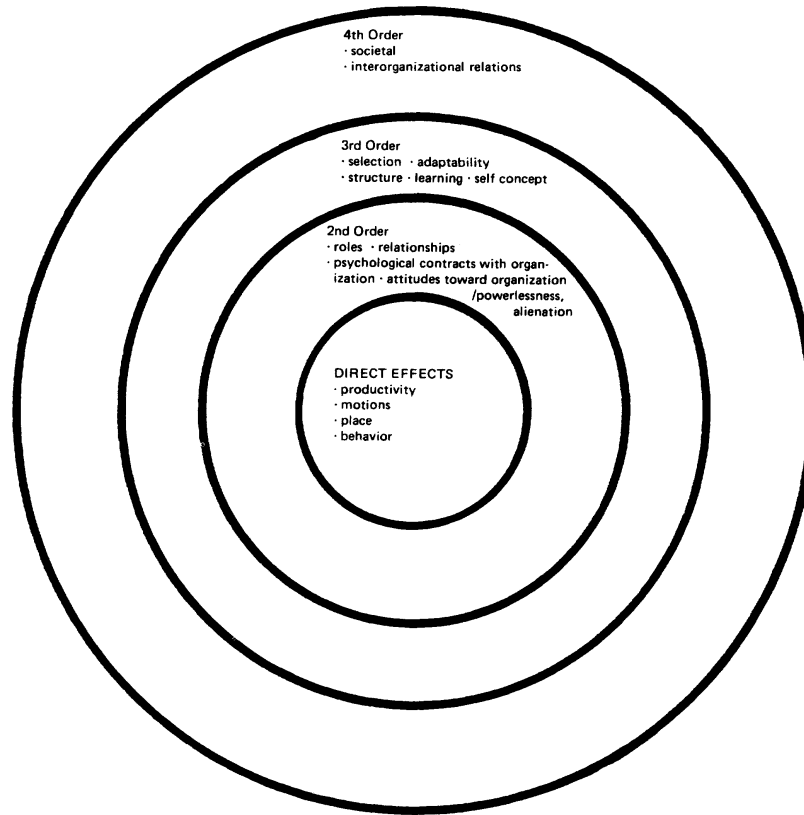 4th Order
· societal
· interorganizational relations
3rd Order
· selection · adaptability
· structure · learning · self concept
2nd Order
· roles · relationships
· psychological contracts with organ-
ization · attitudes toward organization
/powerlessness,
alienation
DIRECT EFFECTS
· productivity
· motions
· place
· behavior